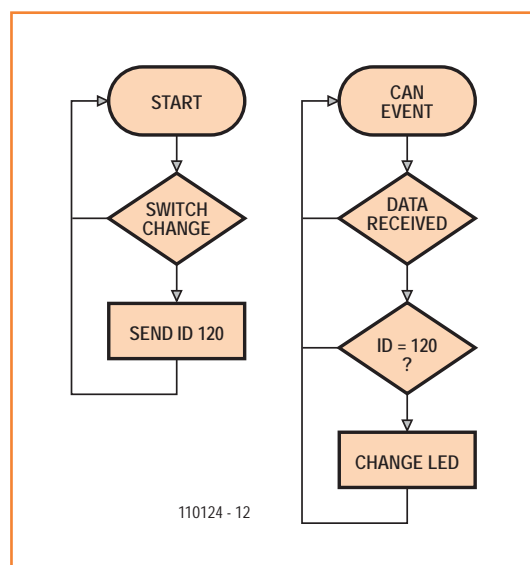 START
SWITCH
CHANGE
SEND ID 120
CAN
EVENT
DATA
RECEIVED
ID = 120
?
CHANGE LED
110124 - 12